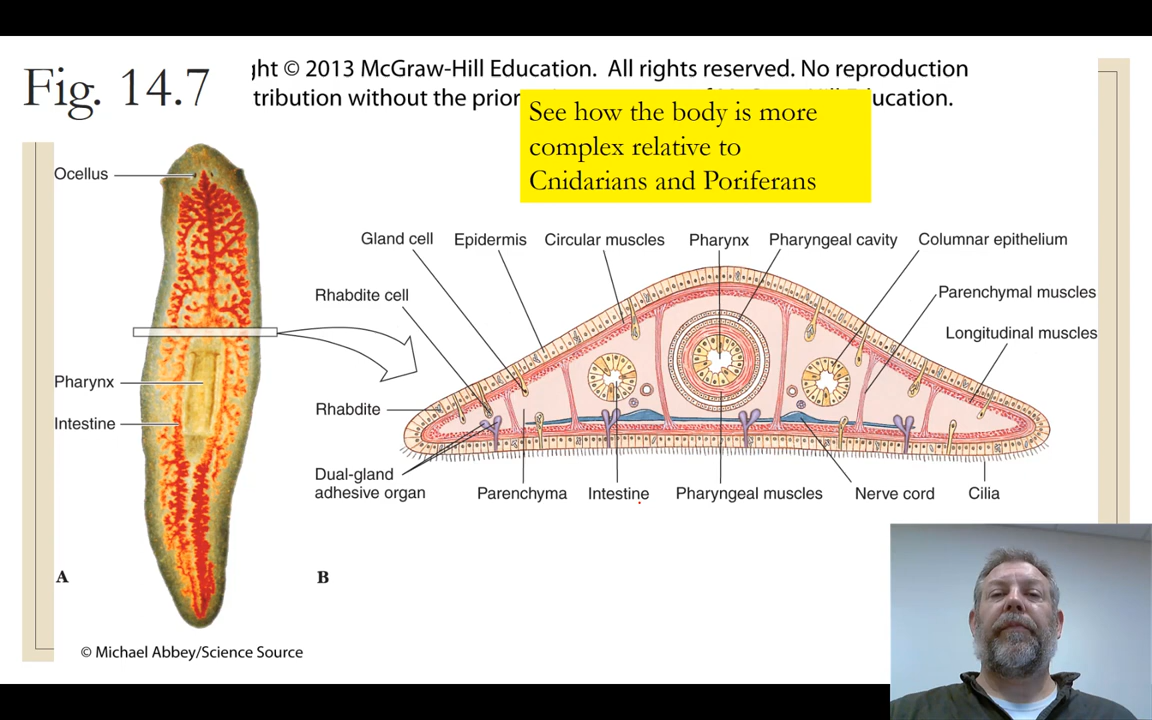 Fig. 14.7
ght © 2013 McGraw-Hill Education. All rights reserved. No reproduction
tribution without the prior
ucation.
See how the body is more
complex relative to
Cnidarians and Poriferans
Ocellus
Pharynx
Intestine
A
© Michael Abbey/Science Source
Gland cell
Epidermis
Circular muscles
Pharynx
Pharyngeal cavity
Columnar epithelium
Rhabdite cell
Parenchymal muscles
Longitudinal muscles
Rhabdite
Dual-gland
adhesive organ
Parenchyma
Intestine
Pharyngeal muscles
Nerve cord
Cilia
B